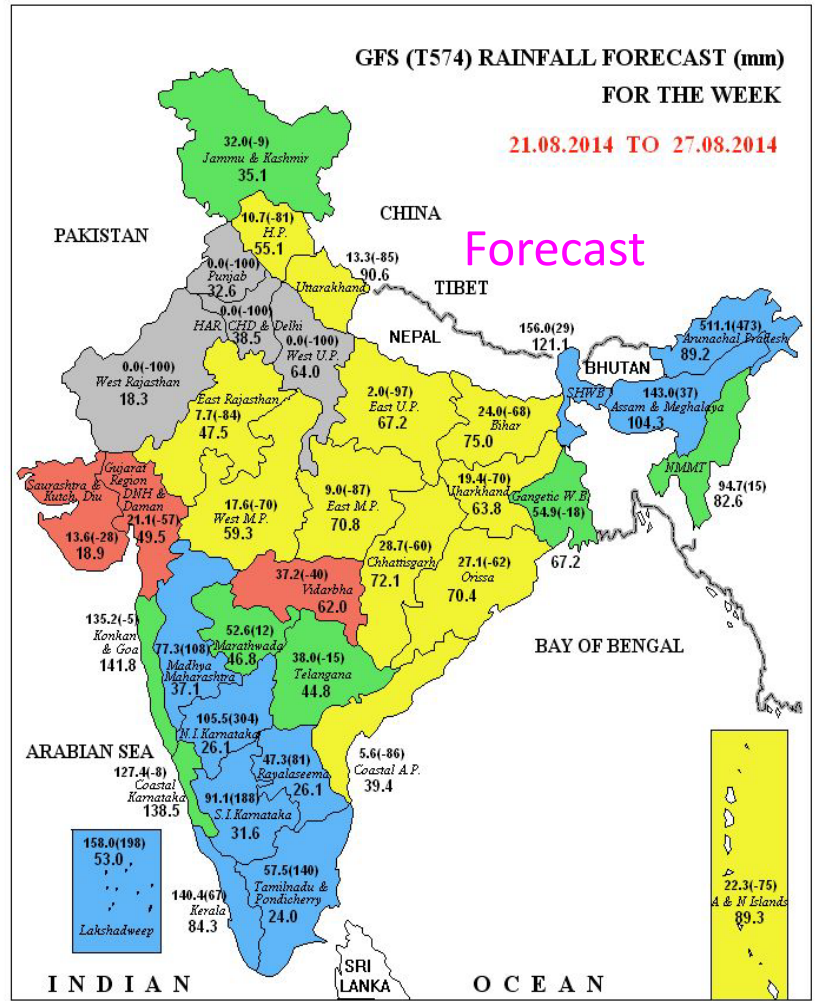 GFS (T574) RAINFALL FORECAST (mm)
FOR THE WEEK
21.08.2014 TO 27.08.2014
Forecast
32.0(-9)
Jammu & Kashmir
35.1
CHINA
PAKISTAN
10.7(-81)
H.P.
55.1
0.0(-100)
Punjab
32.6
13.3(-85)
90.6
Uttarakhand
TIBET
0.0(-100)
HAR. CHD & Delhi
38.5
NEPAL
0.0(-100)
West U.P.
64.0
0.0(-100)
West Rajasthan
18.3
156.0(29)
121.1
BHUTAN
511.1(473)
Arunachal Pradesh
89.2
SHWB
143.0(37)
Assam & Meghalaya
104.3
East Rajasthan
7.7(-84)
47.5
2.0(-97)
East U.P.
67.2
24.0(-68)
Bihar
75.0
NMMT
94.7(15)
82.6
Saurashtra &
Kutch, Diu
13.6(-28)
18.9
Gujarat
Region
DNH &
Daman
21.1(-57)
49.5
17.6(-70)
West M.P.
59.3
9.0(-87)
East M.P.
70.8
19.4(-70)
Jharkhand
63.8
Gangetic W.B.
54.9(-18)
67.2
28.7(-60)
Chhattisgarh
72.1
27.1(-62)
Orissa
70.4
37.2(-40)
Vidarbha
62.0
135.2(-5)
Konkan
& Goa
141.8
77.3(108)
Madhya
Maharashtra
37.1
52.6(12)
Marathwada
46.8
38.0(-15)
Telangana
44.8
BAY OF BENGAL
105.5(304)
N.I.Karnataka
26.1
ARABIAN SEA
127.4(-8)
Coastal
Karnataka
138.5
47.3(81)
Rayalaseema
26.1
5.6(-86)
Coastal A.P.
39.4
91.1(188)
S.I.Karnataka
31.6
158.0(198)
53.0
Lakshadweep
57.5(140)
Tamilnadu &
Pondicherry
24.0
140.4(67)
Kerala
84.3
22.3(-75)
A & N Islands
89.3
SRI
LANKA
INDIAN OCEAN